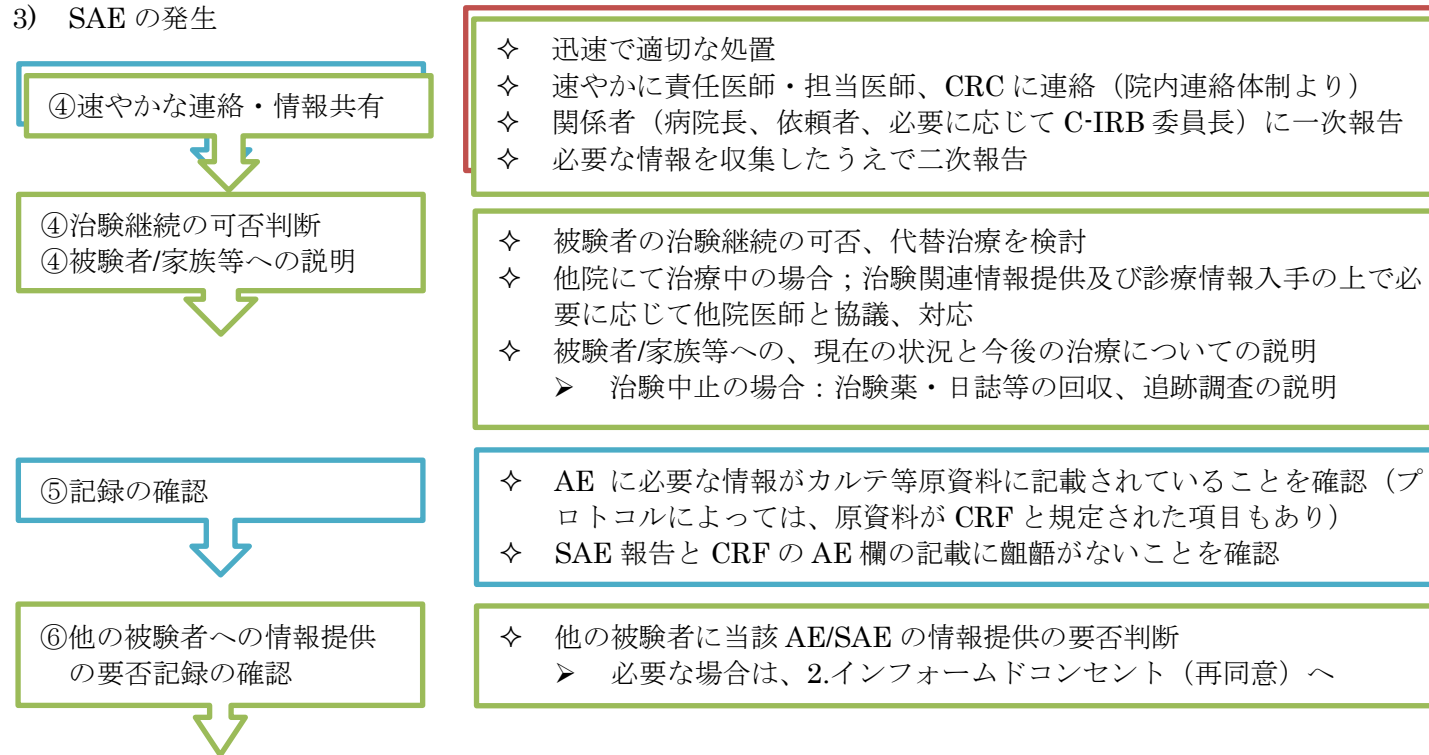 3) SAE の発生
④速やかな連絡・情報共有
✧ 迅速で適切な処置
✧ 速やかに責任医師・担当医師、CRC に連絡（院内連絡体制より）
✧ 関係者（病院長、依頼者、必要に応じて C-IRB 委員長）に一次報告
✧ 必要な情報を収集したうえで二次報告
④治験継続の可否判断
④被験者/家族等への説明
✧ 被験者の治験継続の可否、代替治療を検討
✧ 他院にて治療中の場合；治験関連情報提供及び診療情報入手の上で必
要に応じて他院医師と協議、対応
✧ 被験者/家族等への、現在の状況と今後の治療についての説明
➤ 治験中止の場合：治験薬・日誌等の回収、追跡調査の説明
⑤記録の確認
✧ AE に必要な情報がカルテ等原資料に記載されていることを確認（プ
ロトコルによっては、原資料が CRF と規定された項目もあり）
✧ SAE 報告と CRF の AE 欄の記載に齟齬がないことを確認
⑥他の被験者への情報提供
の要否記録の確認
✧ 他の被験者に当該 AE/SAE の情報提供の要否判断
➤ 必要な場合は、2.インフォームドコンセント（再同意）へ